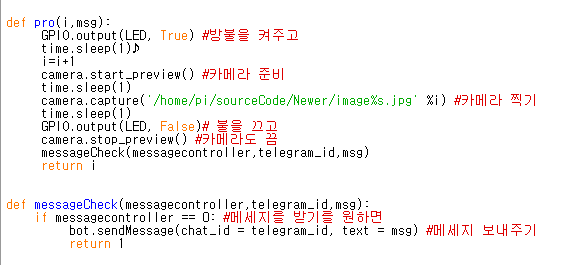 def pro(i,msg):
    GPIO.output(LED, True) #방불을 켜주고
    time.sleep(1)♪
    i=i+1
    camera.start_preview() #카메라 준비
    time.sleep(1)
    camera.capture('/home/pi/sourceCode/Newer/image%s.jpg' %i) #카메라 찍기
    time.sleep(1)
    GPIO.output(LED, False)# 불을 끄고
    camera.stop_preview() #카메라도 끔
    messageCheck(messagecontroller,telegram_id,msg)
    return i
def messageCheck(messagecontroller,telegram_id,msg):
    if messagecontroller == 0: #메세지를 받기를 원하면
        bot.sendMessage(chat_id = telegram_id, text = msg) #메세지 보내주기
        return 1